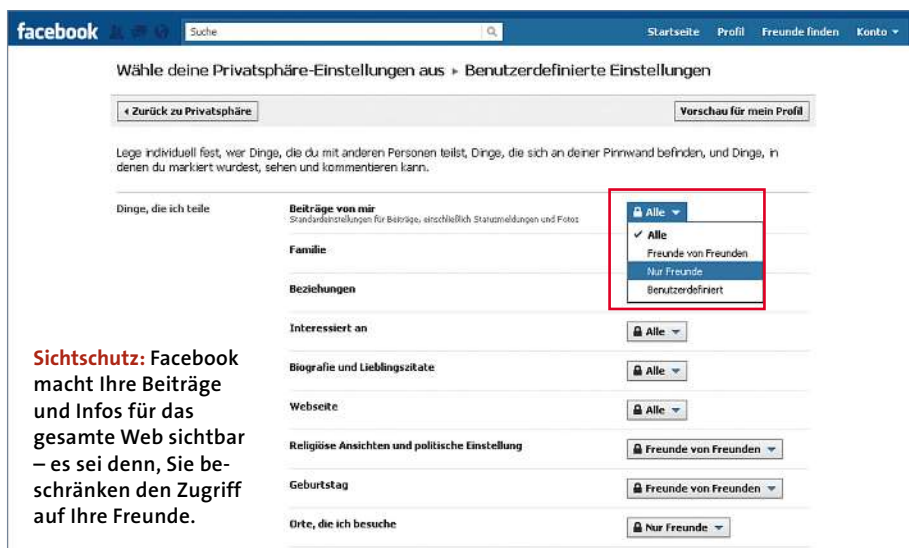 facebook
Suche
Startseite Profil Freunde finden Konto
Wähle deine Privatsphäre-Einstellungen aus ▸ Benutzerdefinierte Einstellungen
Zurück zu Privatsphäre
Vorschau für mein Profil
Lege individuell fest, wer Dinge, die du mit anderen Personen teilst, Dinge, die sich an deiner Pinnwand befinden, und Dinge, in
denen du markiert wurdest, sehen und kommentieren kann.
Dinge, die ich teile
Beiträge von mir
Standardeinstellungen für Beiträge, einschließlich Statusmeldungen und Fotos
Alle
✓ Alle
Freunde von Freunden
Nur Freunde
Benutzerdefiniert
Familie
Beziehungen
Interessiert an
Alle
Biografie und Lieblingszitate
Alle
Webseite
Alle
Religiöse Ansichten und politische Einstellung
Freunde von Freunden
Geburtstag
Freunde von Freunden
Orte, die ich besuche
Nur Freunde
Sichtschutz: Facebook
macht Ihre Beiträge
und Infos für das
gesamte Web sichtbar
– es sei denn, Sie be-
schränken den Zugriff
auf Ihre Freunde.